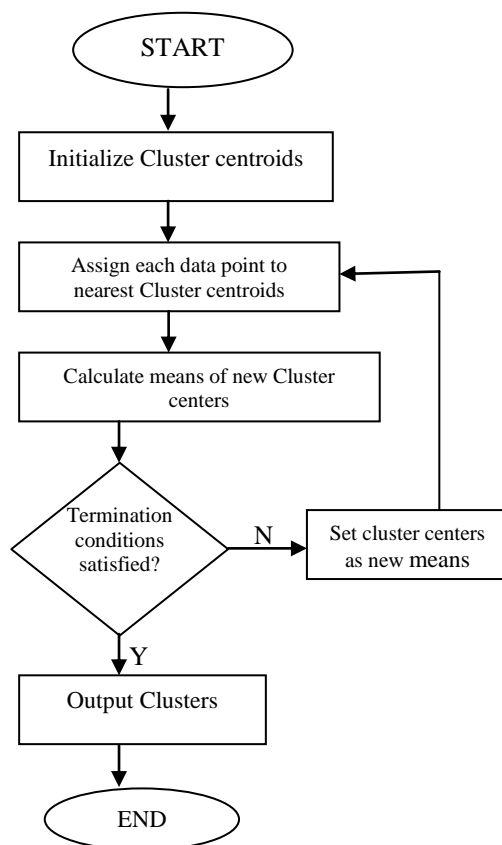 START
Initialize Cluster centroids
Assign each data point to
nearest Cluster centroids
Calculate means of new Cluster
centers
Termination
conditions
satisfied?
N
Set cluster centers
as new means
Y
Output Clusters
END